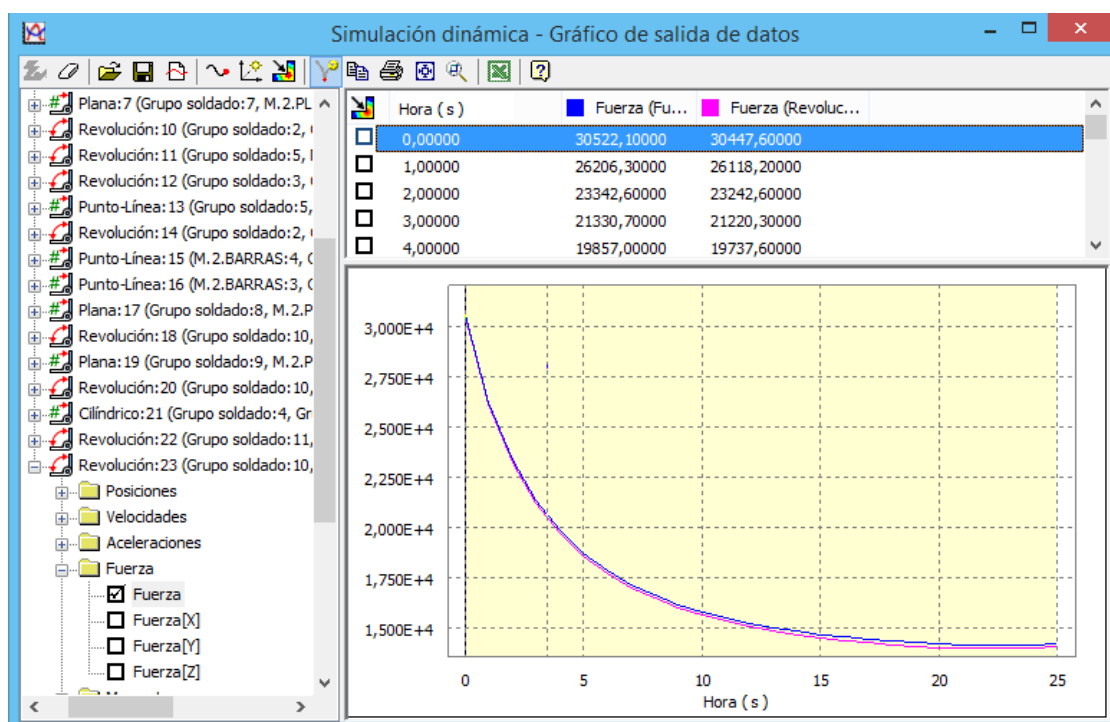 Simulación dinámica - Gráfico de salida de datos
Plana:7 (Grupo soldado:7, M.2.PL
Revolución:10 (Grupo soldado:2,
Revolución:11 (Grupo soldado:5,
Revolución:12 (Grupo soldado:3,
Punto-Línea:13 (Grupo soldado:5,
Revolución:14 (Grupo soldado:2,
Punto-Línea:15 (M.2.BARRAS:4,
Punto-Línea:16 (M.2.BARRAS:3,
Plana:17 (Grupo soldado:8, M.2.P
Revolución:18 (Grupo soldado:10,
Plana:19 (Grupo soldado:9, M.2.P
Revolución:20 (Grupo soldado:10,
Cilíndrico:21 (Grupo soldado:4, Gr
Revolución:22 (Grupo soldado:11,
Revolución:23 (Grupo soldado:10,
Posiciones
Velocidades
Aceleraciones
Fuerza
Fuerza
Fuerza[X]
Fuerza[Y]
Fuerza[Z]
Hora ( s ) Fuerza (Fu... Fuerza (Revoluc...
0,00000 30522,10000 30447,60000
1,00000 26206,30000 26118,20000
2,00000 23342,60000 23242,60000
3,00000 21330,70000 21220,30000
4,00000 19857,00000 19737,60000
3,000E+4
2,750E+4
2,500E+4
2,250E+4
2,000E+4
1,750E+4
1,500E+4
0 5 10 15 20 25
Hora ( s )